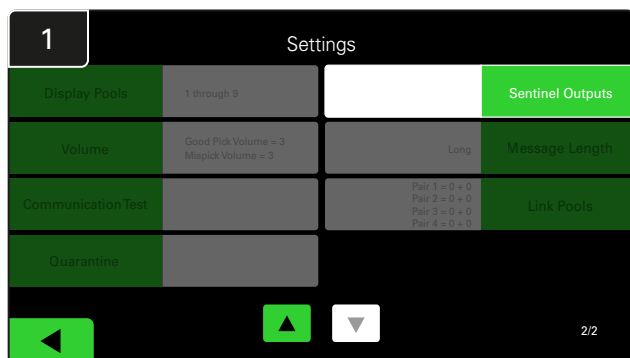 1
Settings
Display Pools
1 through 9
Sentinel Outputs
Volume
Good Pick Volume = 3
Mispick Volume = 3
Long
Message Length
Communication Test
Pair 1 = 0 + 0
Pair 2 = 0 + 0
Pair 3 = 0 + 0
Pair 4 = 0 + 0
Link Pools
Quarantine
2/2